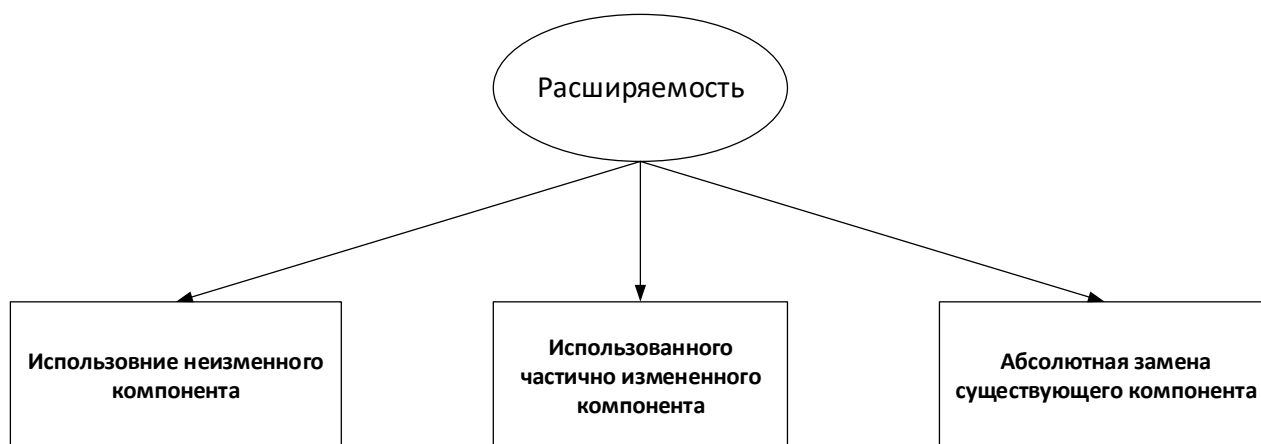 Расширяемость
Использовние неизменного
компонента
Использованного
частично измененного
компонента
Абсолютная замена
существующего компонента